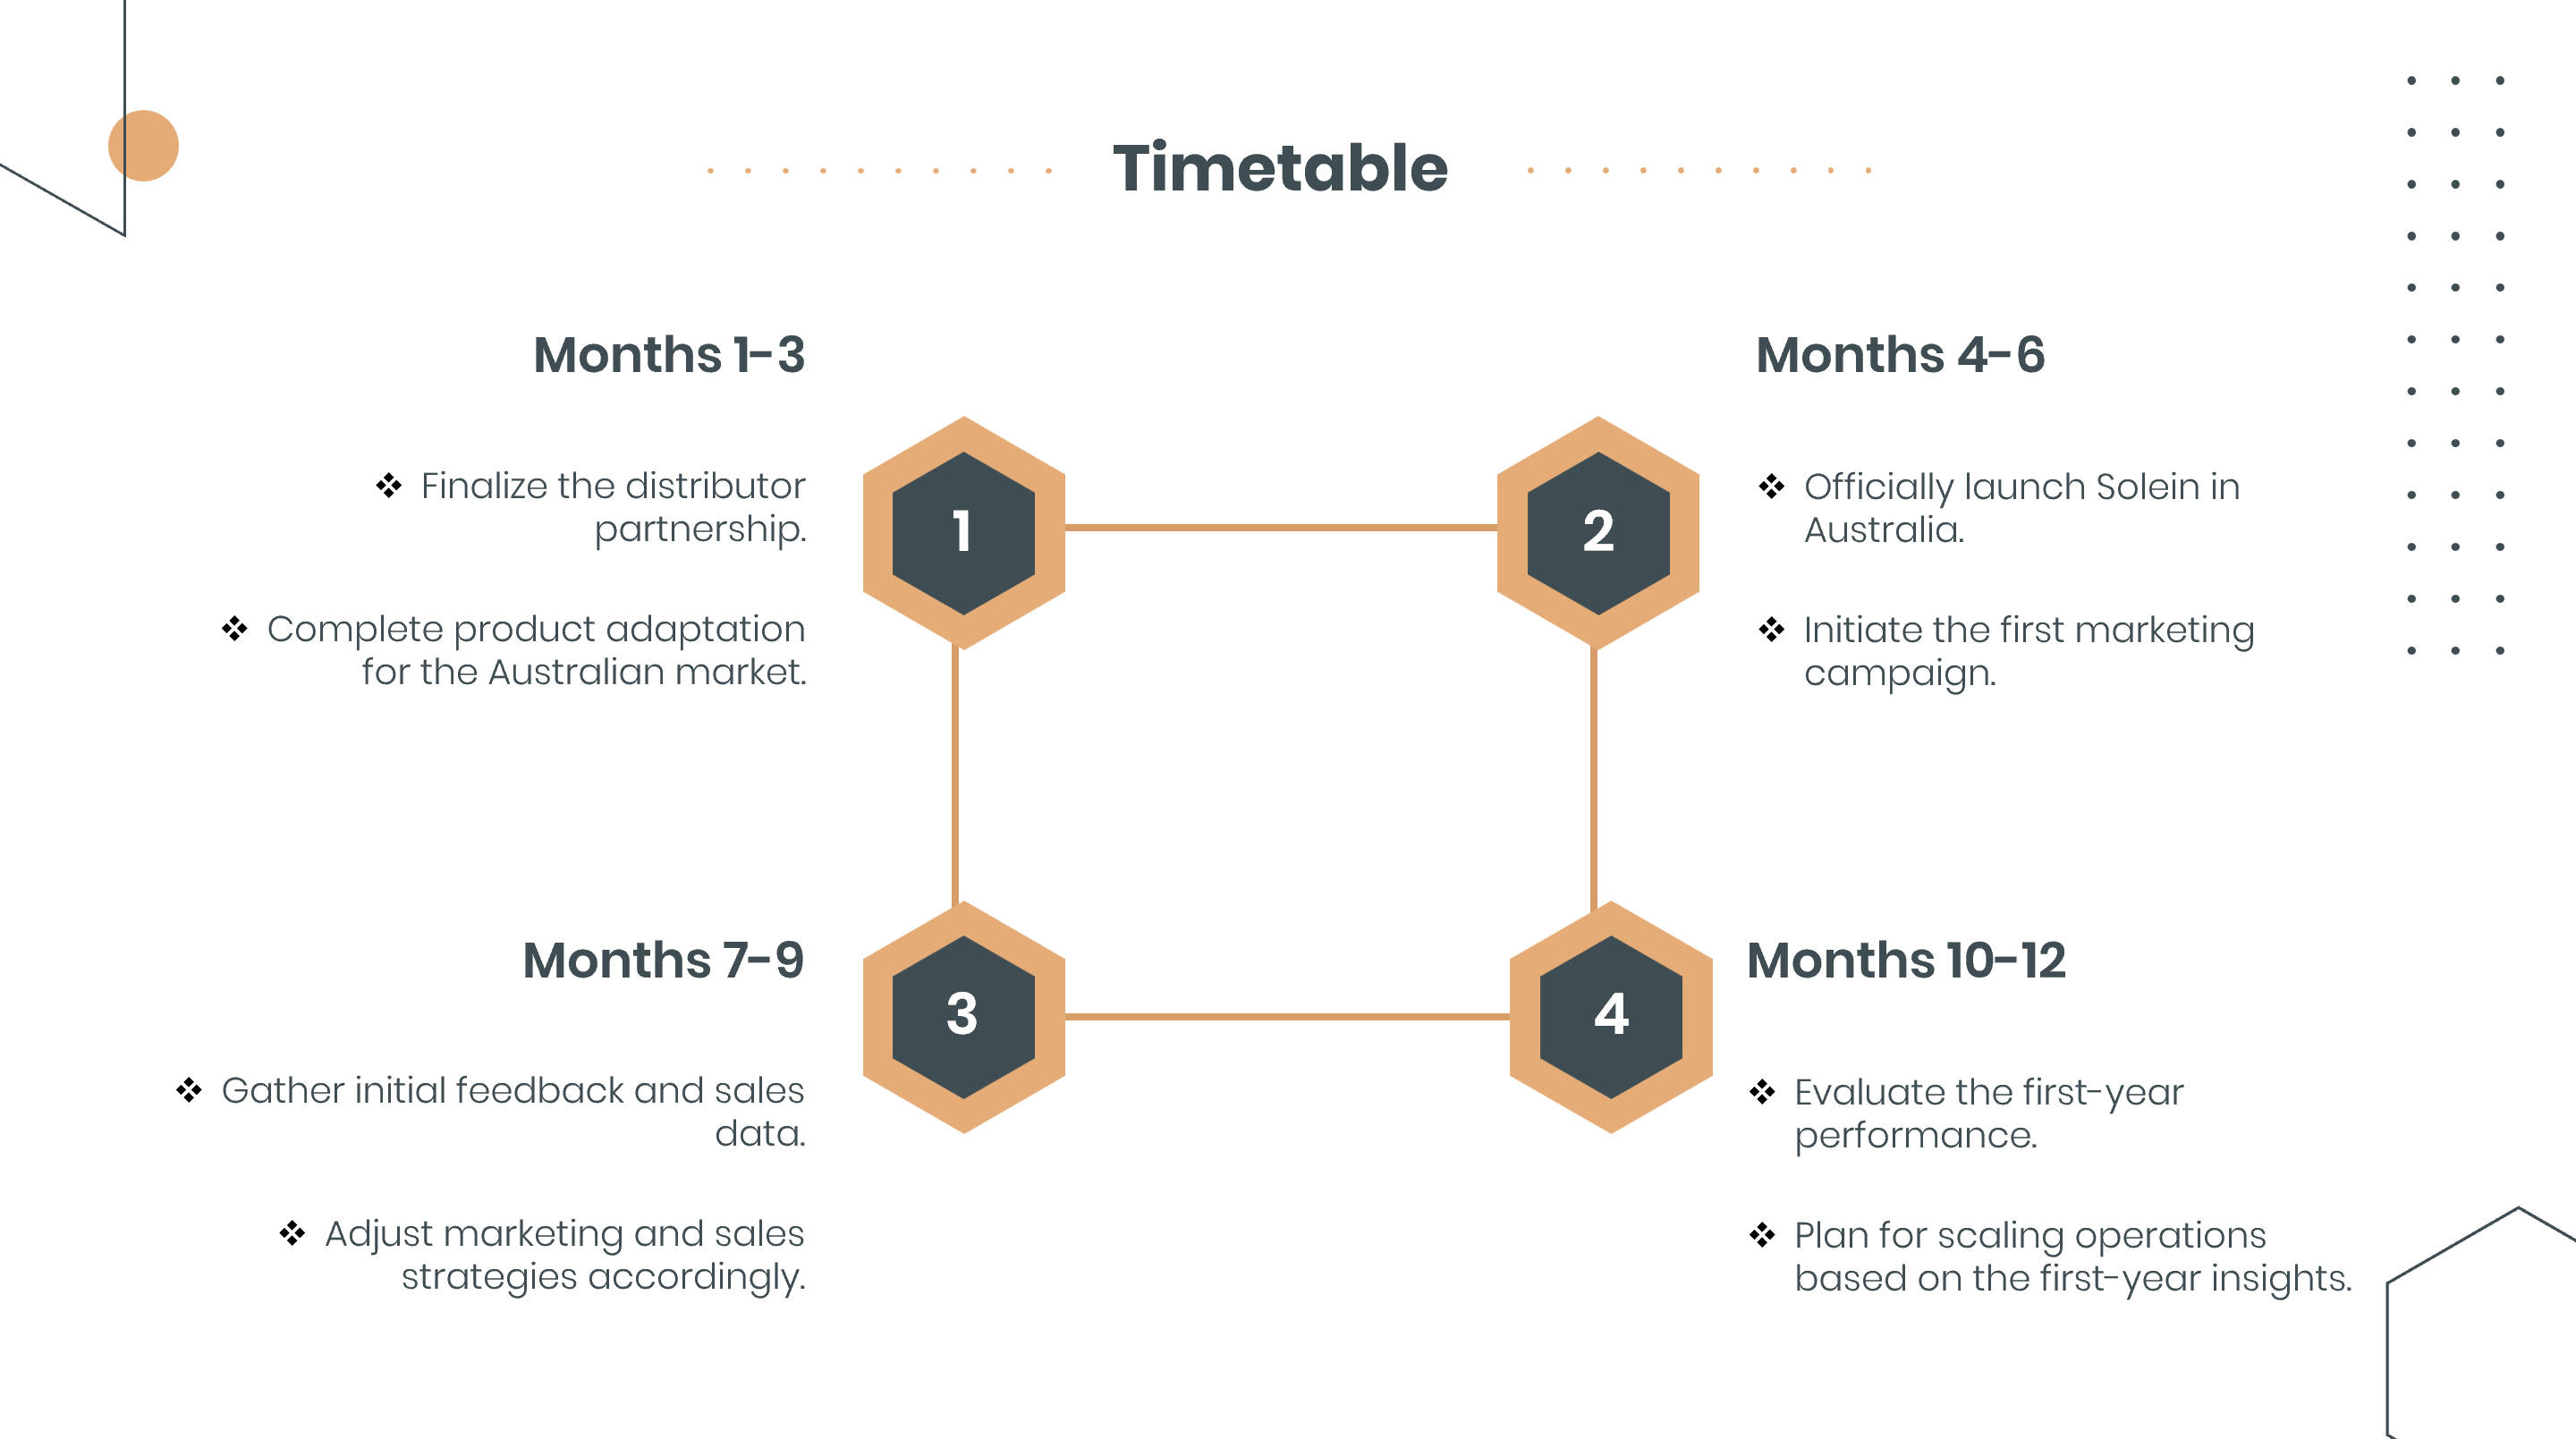 Timetable
Months 1-3
❖ Finalize the distributor
partnership.
❖ Complete product adaptation
for the Australian market.
1
2
Months 4-6
❖ Officially launch Solein in
Australia.
❖ Initiate the first marketing
campaign.
Months 7-9
❖ Gather initial feedback and sales
data.
❖ Adjust marketing and sales
strategies accordingly.
3
4
Months 10-12
❖ Evaluate the first-year
performance.
❖ Plan for scaling operations
based on the first-year insights.